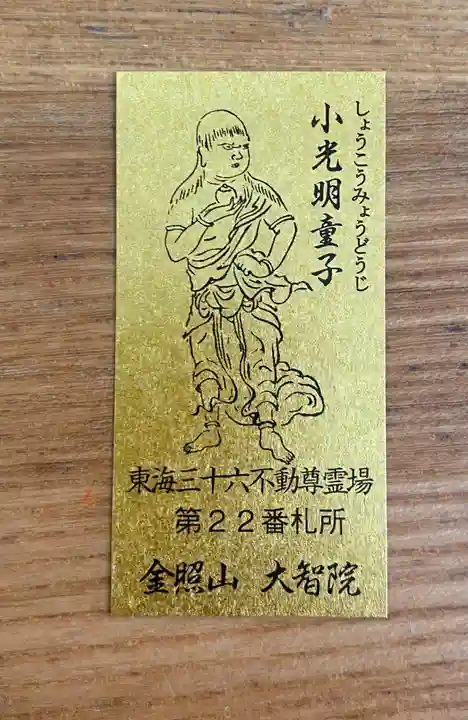 小光明童子
しょうこうみょうどうじ
東海三十六不動尊霊場
第２２番札所
金照山 大智院